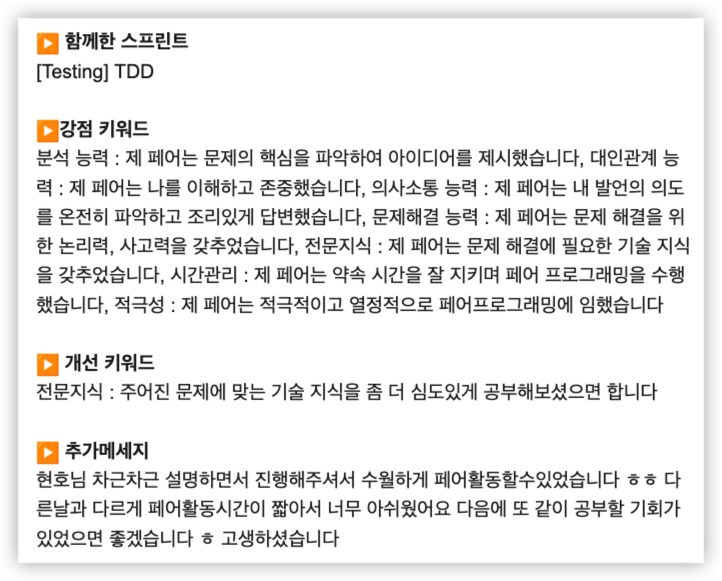 ▶️ 함께한 스프린트
[Testing] TDD
▶️강점 키워드
분석 능력 : 제 페어는 문제의 핵심을 파악하여 아이디어를 제시했습니다, 대인관계 능
력 : 제 페어는 나를 이해하고 존중했습니다, 의사소통 능력 : 제 페어는 내 발언의 의도
를 온전히 파악하고 조리있게 답변했습니다, 문제해결 능력 : 제 페어는 문제 해결을 위
한 논리력, 사고력을 갖추었습니다, 전문지식 : 제 페어는 문제 해결에 필요한 기술 지식
을 갖추었습니다, 시간관리 : 제 페어는 약속 시간을 잘 지키며 페어 프로그래밍을 수행
했습니다, 적극성 : 제 페어는 적극적이고 열정적으로 페어프로그래밍에 임했습니다
▶️ 개선 키워드
전문지식 : 주어진 문제에 맞는 기술 지식을 좀 더 심도있게 공부해보셨으면 합니다
▶️ 추가메세지
현호님 차근차근 설명하면서 진행해주셔서 수월하게 페어활동할수있었습니다 ㅎㅎ 다
른날과 다르게 페어활동시간이 짧아서 너무 아쉬웠어요 다음에 또 같이 공부할 기회가
있었으면 좋겠습니다 ㅎ 고생하셨습니다